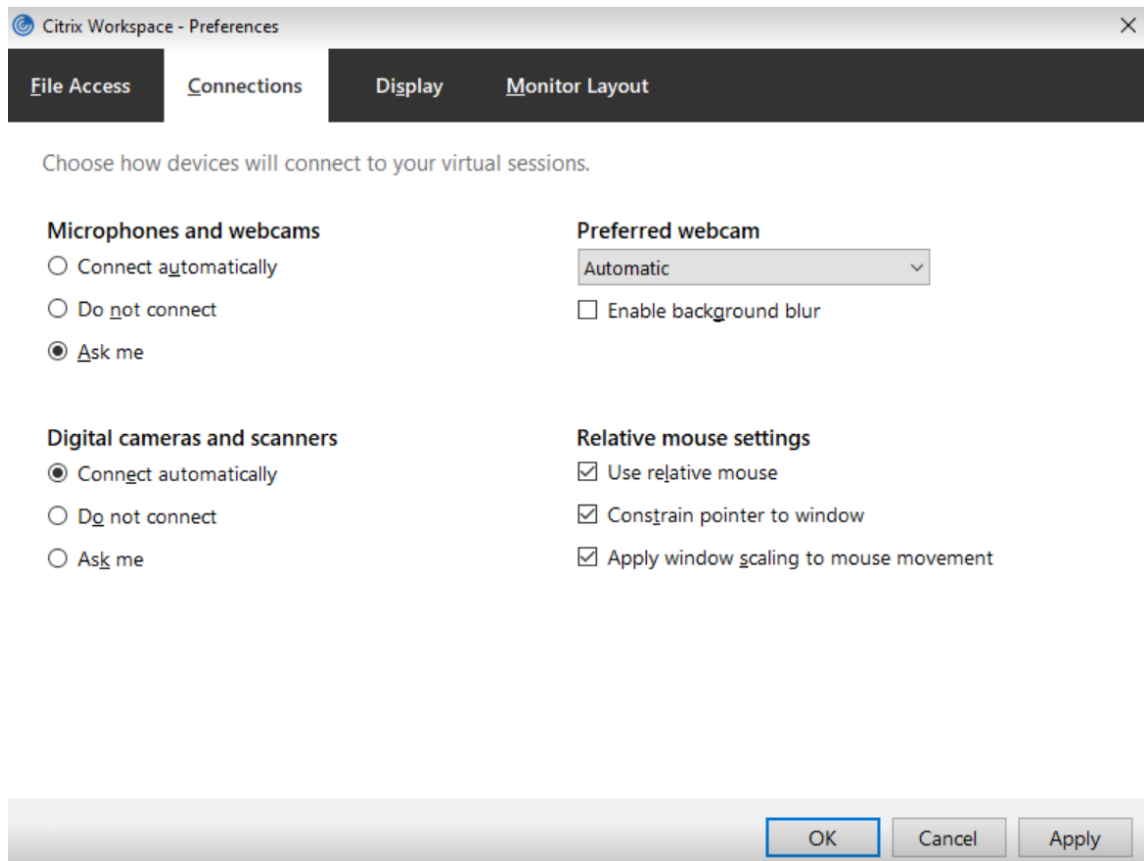 Citrix Workspace - Preferences
File Access Connections Display Monitor Layout
Choose how devices will connect to your virtual sessions.
Microphones and webcams
Connect automatically
Do not connect
Ask me
Preferred webcam
Automatic
Enable background blur
Digital cameras and scanners
Connect automatically
Do not connect
Ask me
Relative mouse settings
Use relative mouse
Constrain pointer to window
Apply window scaling to mouse movement
OK Cancel Apply